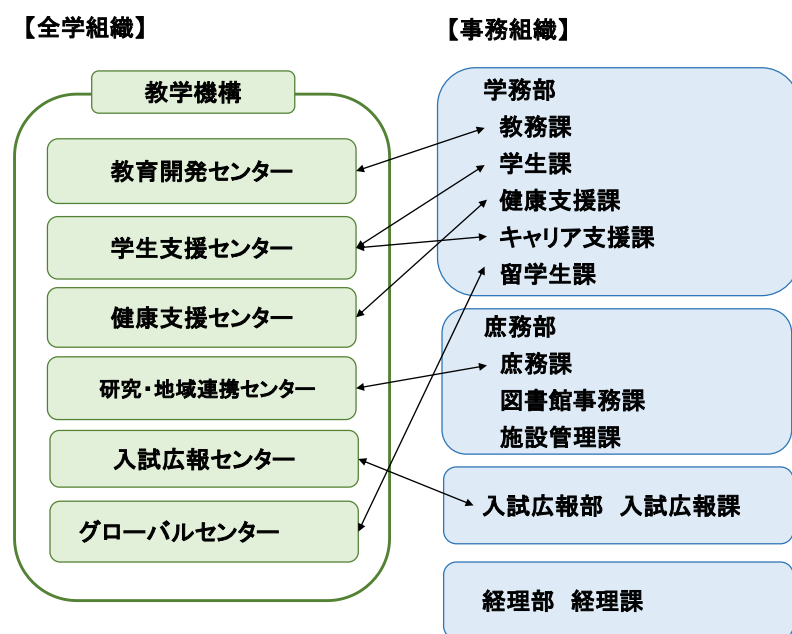 【全学組織】
教学機構
教育開発センター
学生支援センター
健康支援センター
研究・地域連携センター
入試広報センター
グローバルセンター
【事務組織】
学務部
教務課
学生課
健康支援課
キャリア支援課
留学生課
庶務部
庶務課
図書館事務課
施設管理課
入試広報部 入試広報課
経理部 経理課